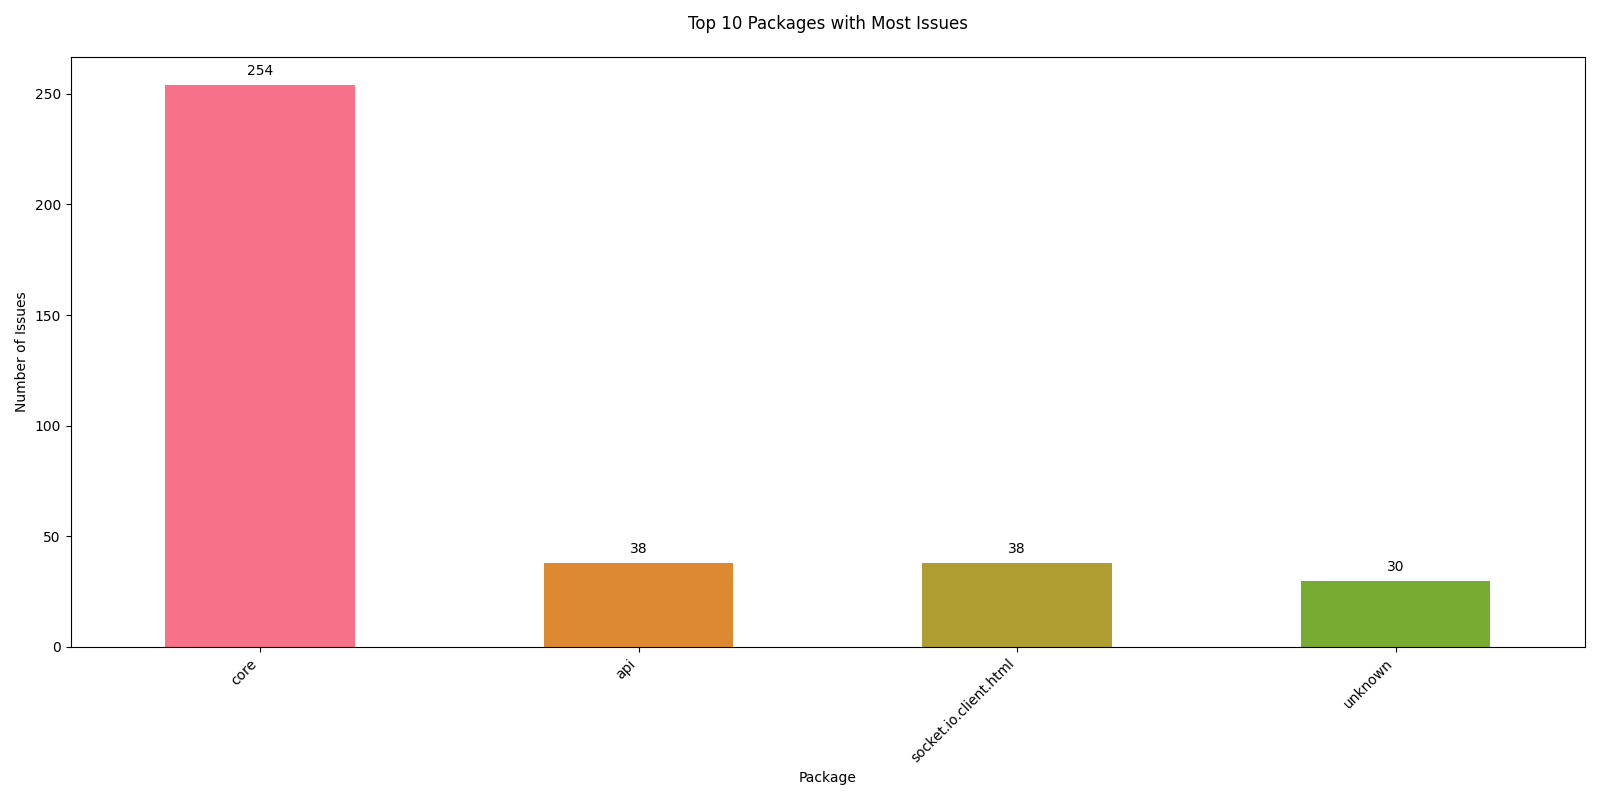 Top 10 Packages with Most Issues
Number of Issues
250
200
150
100
50
0
254
38
38
30
core
api
socket.io.client.html
unknown
Package